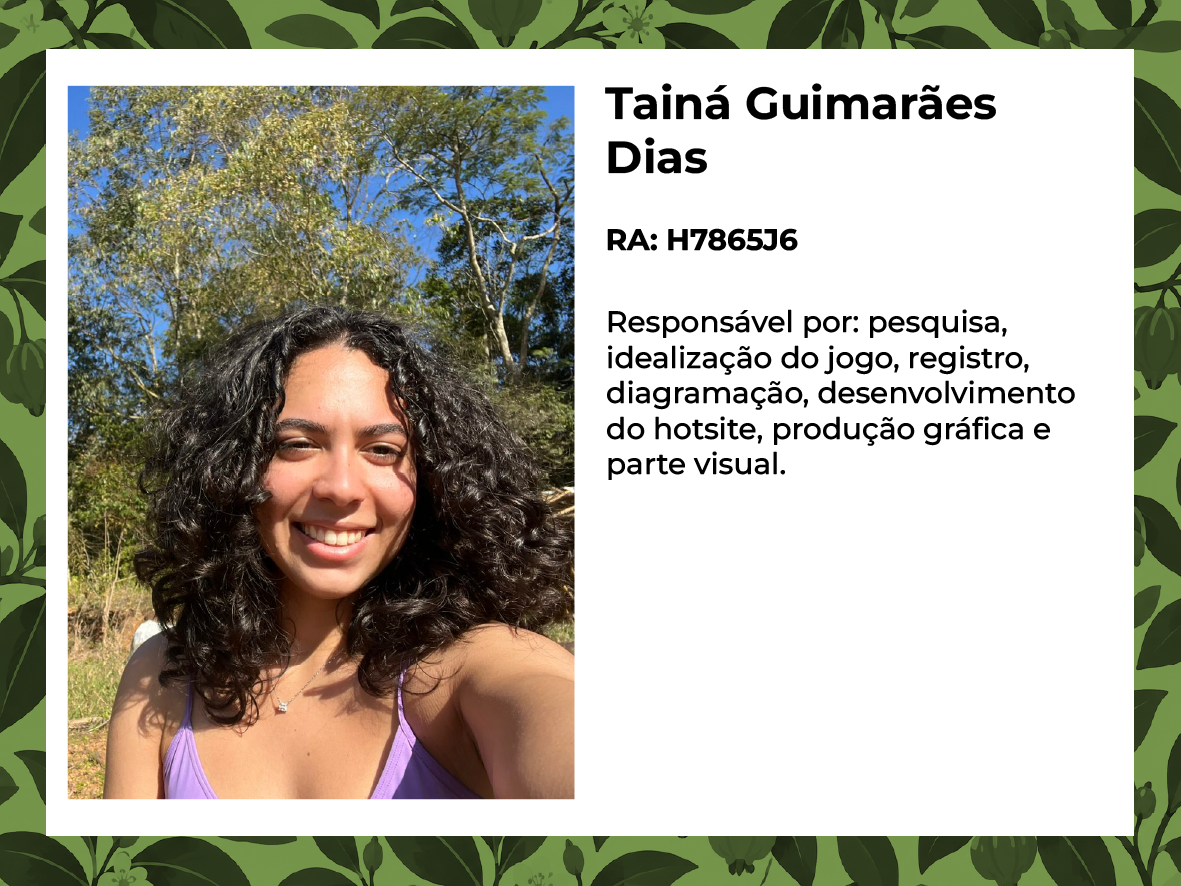 Tainá Guimarães
Dias
RA: H7865J6
Responsável por: pesquisa,
idealização do jogo, registro,
diagramação, desenvolvimento
do hotsite, produção gráfica e
parte visual.